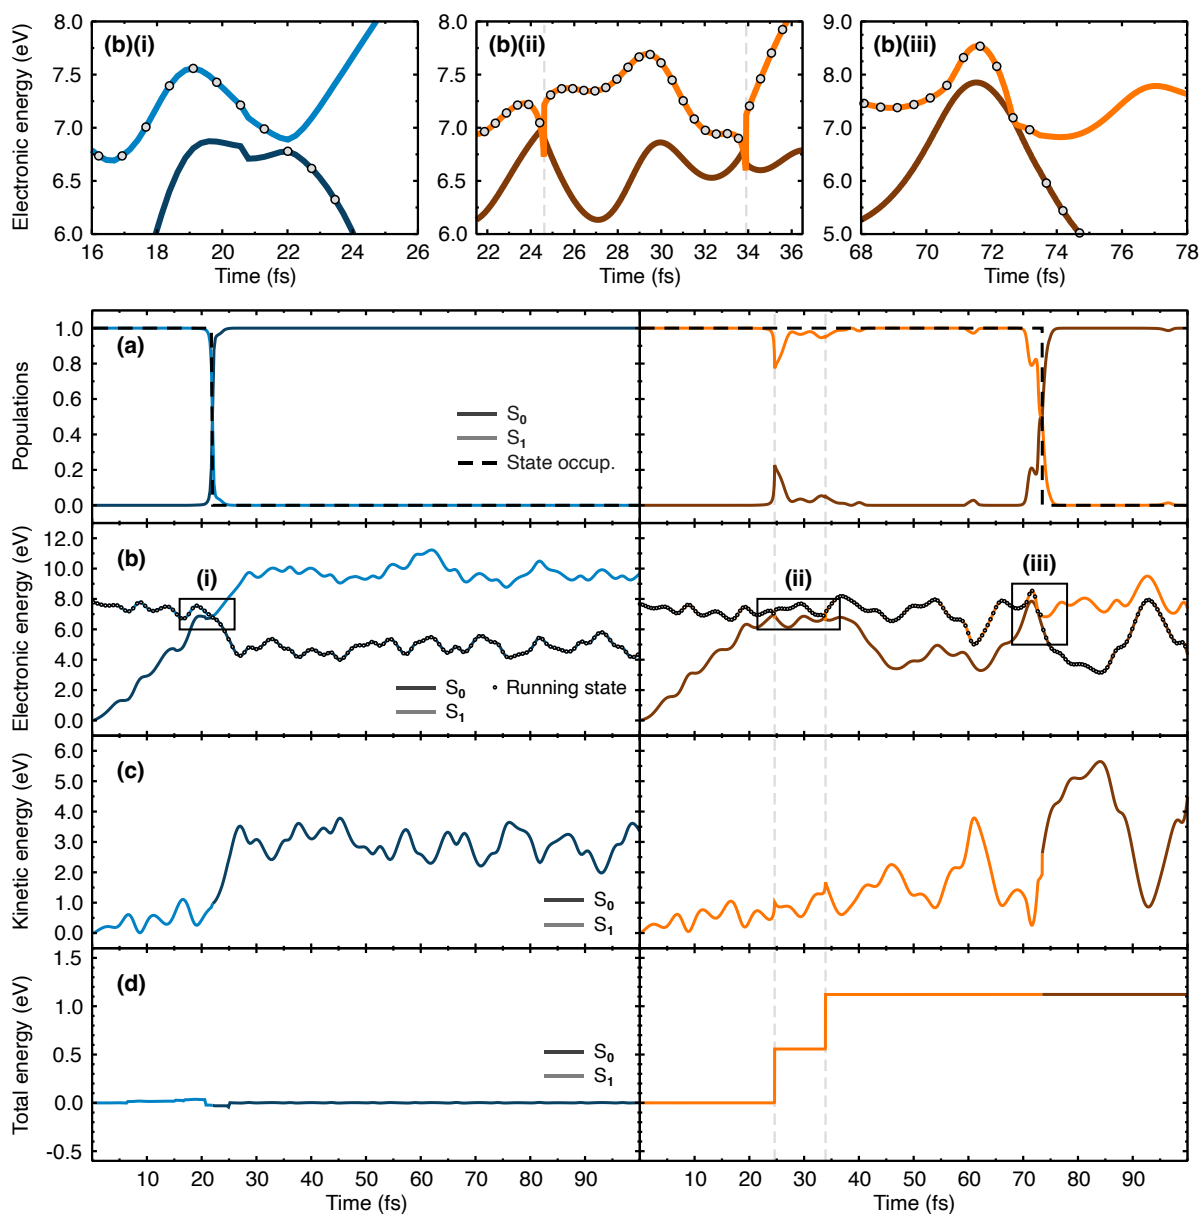 (b)(i) (b)(ii) (b)(iii)
Electronic energy (eV)
8.0 7.5 7.0 6.5 6.0
8.0 7.5 7.0 6.5 6.0
9.0 8.0 7.0 6.0 5.0
16 18 20 22 24 26
22 24 26 28 30 32 34 36
68 70 72 74 76 78
Time (fs) Time (fs) Time (fs)
(a)
Populations
1.0 0.8 0.6 0.4 0.2 0.0
S0
S1
State occup.
(b) (i) (ii) (iii)
Electronic energy (eV)
12.0 10.0 8.0 6.0 4.0 2.0 0.0
S0 Running state
S1
(c)
Kinetic energy (eV)
6.0 5.0 4.0 3.0 2.0 1.0 0.0
S0
S1
(d)
Total energy (eV)
1.5 1.0 0.5 0.0 -0.5
S0
S1
10 20 30 40 50 60 70 80 90
10 20 30 40 50 60 70 80 90
Time (fs) Time (fs)